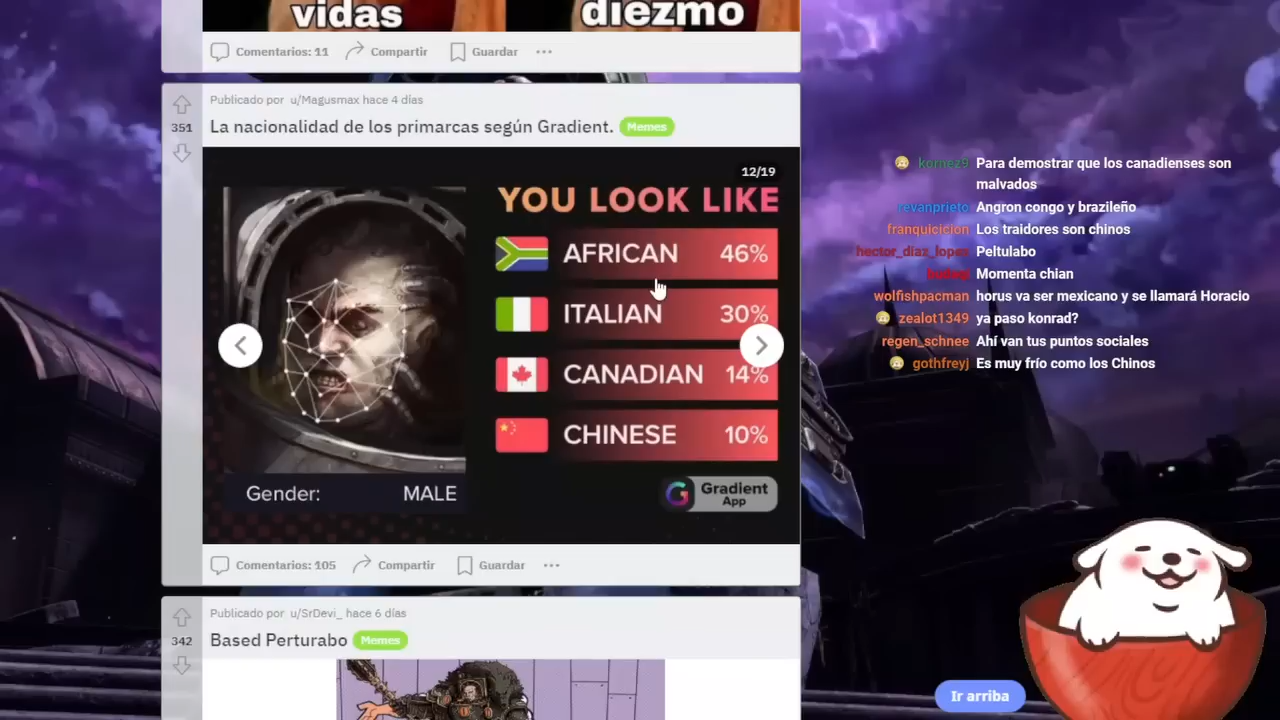 vidas
diezmo
Comentarios: 11 Compartir Guardar
Publicado por u/Magusmax hace 4 días
351
La nacionalidad de los primarcas según Gradient. Memes
12/19
YOU LOOK LIKE
AFRICAN 46%
ITALIAN 30%
CANADIAN 14%
CHINESE 10%
Gender: MALE
Gradient
App
Comentarios: 105 Compartir Guardar
Publicado por u/SrDevi_ hace 6 días
342
Based Perturabo Memes
kornez9 Para demostrar que los canadienses son
malvados
revanprieto Angron congo y brazileño
franquicicion Los traidores son chinos
hector_diaz_lopez Peltulabo
Momenta chian
wolfishpacman horus va ser mexicano y se llamará Horacio
zealot1349 ya paso konrad?
regen_schnee Ahí van tus puntos sociales
gothfreyj Es muy frío como los Chinos
Ir arriba